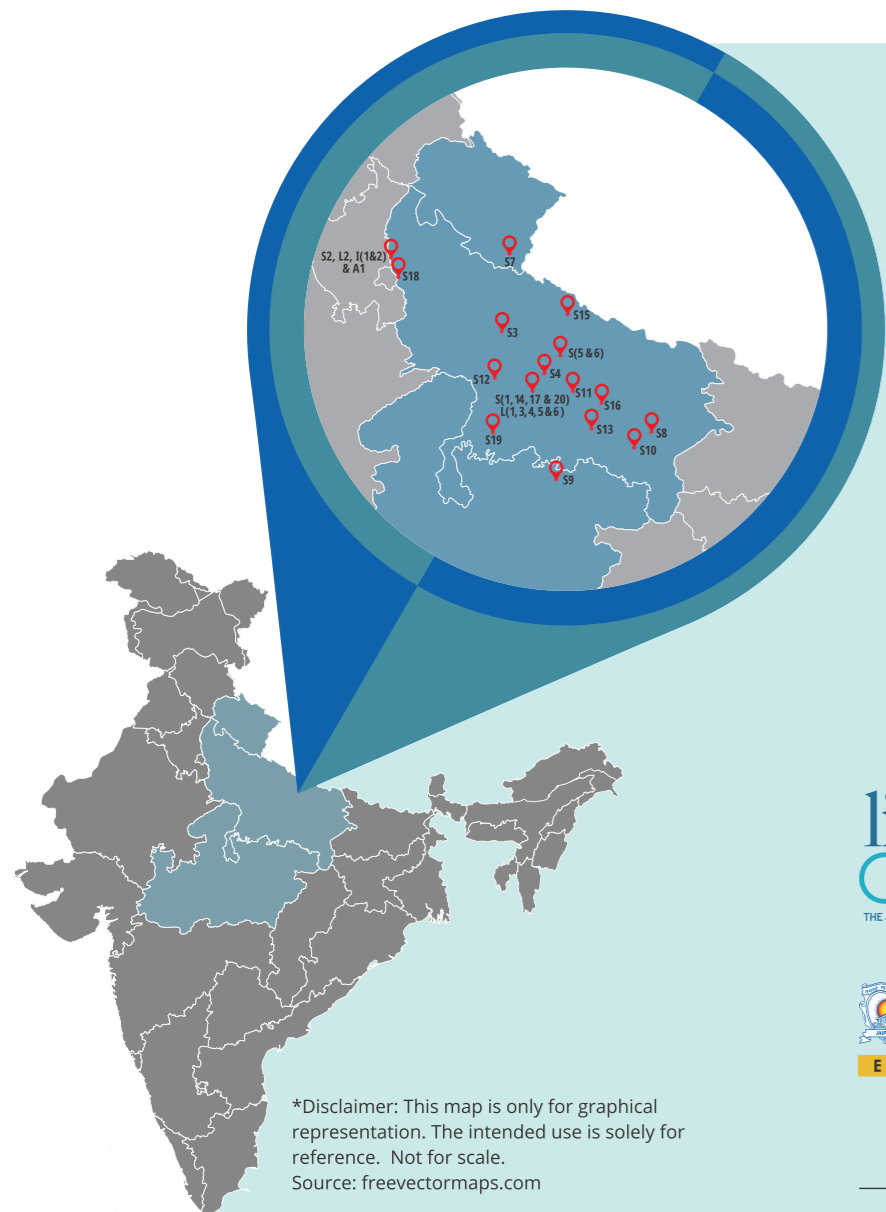 S2, L2, I(1&2)
& A1
S18
S7
S15
S3
S(5 & 6)
S4
S12
S11
S(1, 14, 17 & 20)
L(1, 3, 4, 5 & 6 )
S16
S13
S19
S8
S10
S9
THE
JAIP
E
*Disclaimer: This map is only for graphical
representation. The intended use is solely for
reference. Not for scale.
Source: freevectormaps.com